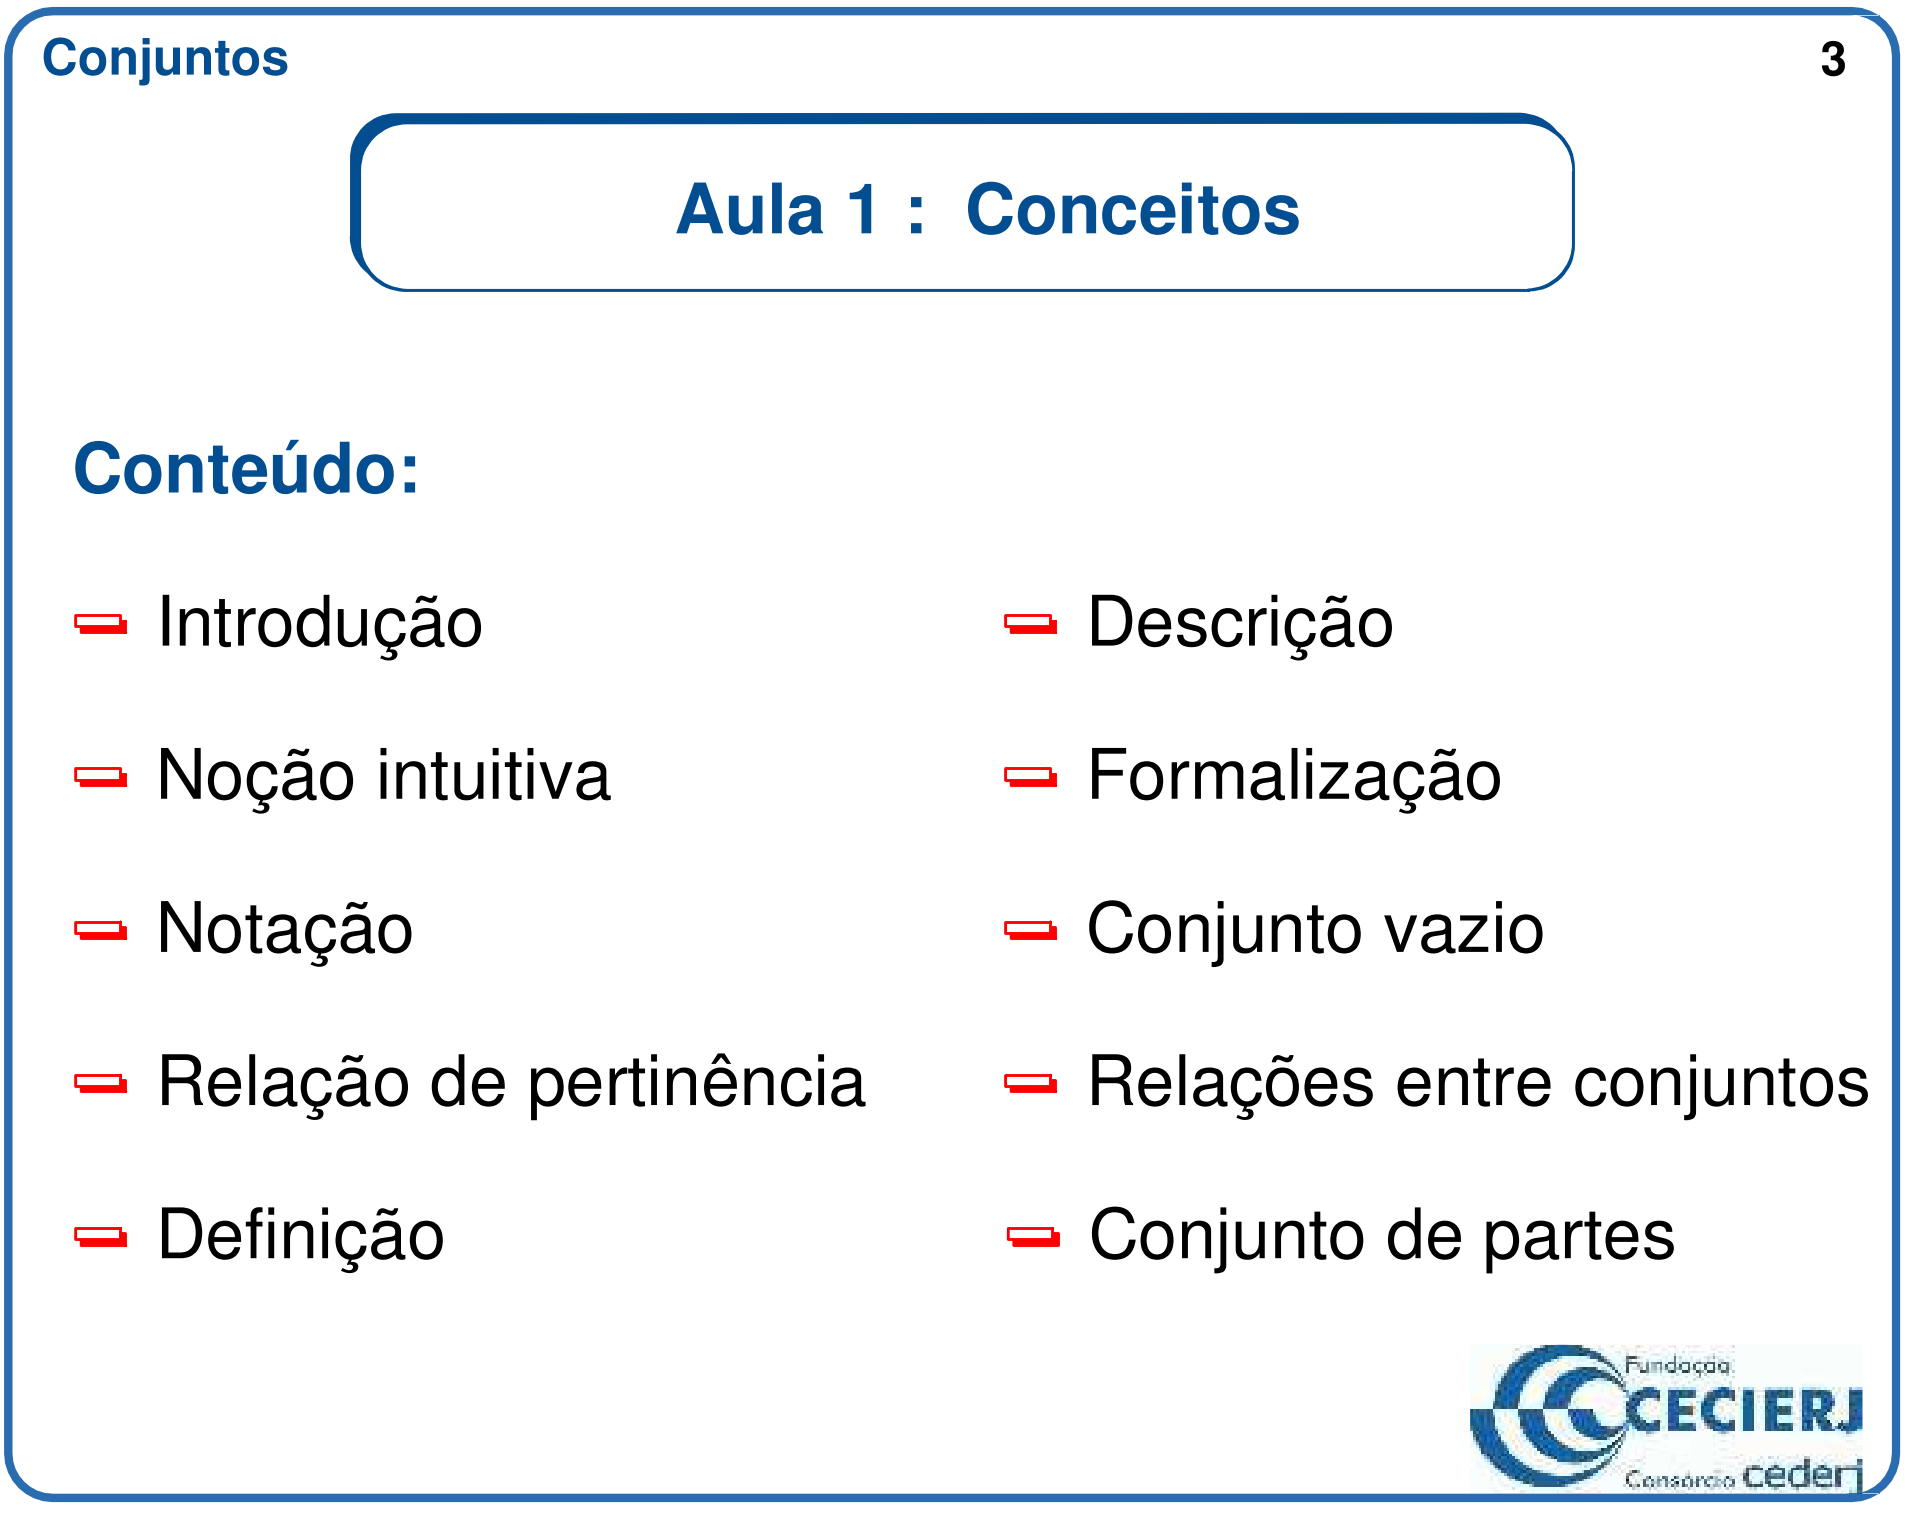 Conjuntos
3
Aula 1 : Conceitos
Conteúdo:
Introdução
Noção intuitiva
Notação
Relação de pertinência
Definição
Descrição
Formalização
Conjunto vazio
Relações entre conjuntos
Conjunto de partes
Fundação
CECIERJ
Consórcio cederj